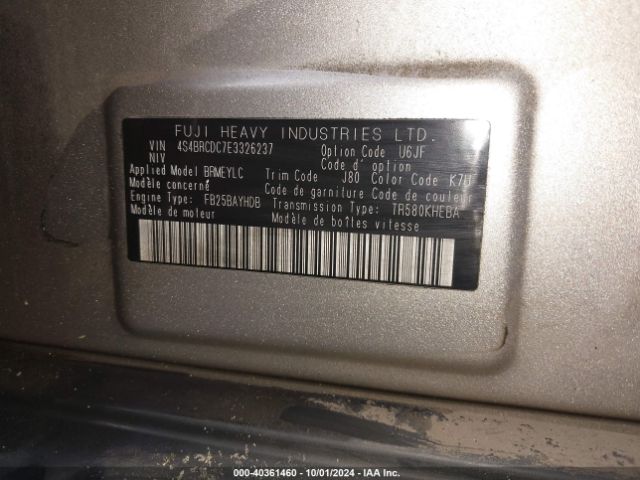 FUJI HEAVY INDUSTRIES LTD.
VIN 4S4BRCDC7E3326237 Option Code U6JF
NIV Code d' option
Applied Model BRMEYLC Trim Code J80 Color Code K7U
Modèle concerné Code de garniture Code de couleur
Engine Type: FB25BAYHDB Transmission Type: TR580KHEBA
Modèle de moteur Modèle de boîtes vitesse
000-40361460 - 10/01/2024 - IAA Inc.